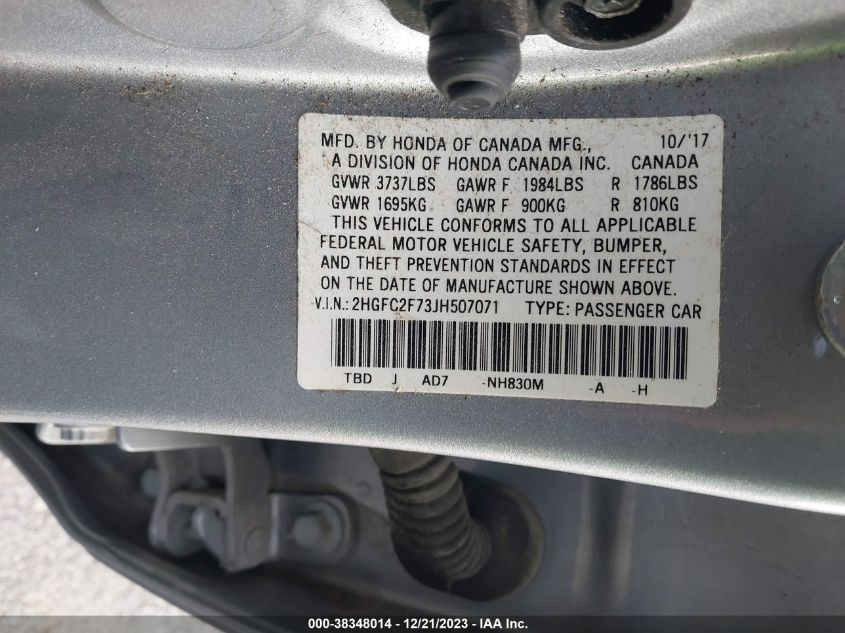 MFD. BY HONDA OF CANADA MFG., 10/'17
A DIVISION OF HONDA CANADA INC. CANADA
GVWR 3737LBS GAWR F 1984LBS R 1786LBS
GVWR 1695KG GAWR F 900KG R 810KG
THIS VEHICLE CONFORMS TO ALL APPLICABLE
FEDERAL MOTOR VEHICLE SAFETY, BUMPER,
AND THEFT PREVENTION STANDARDS IN EFFECT
ON THE DATE OF MANUFACTURE SHOWN ABOVE.
V.I.N.: 2HGFC2F73JH507071 TYPE: PASSENGER CAR
TBD J AD7 -NH830M -A -H
000-38348014 - 12/21/2023 - IAA Inc.